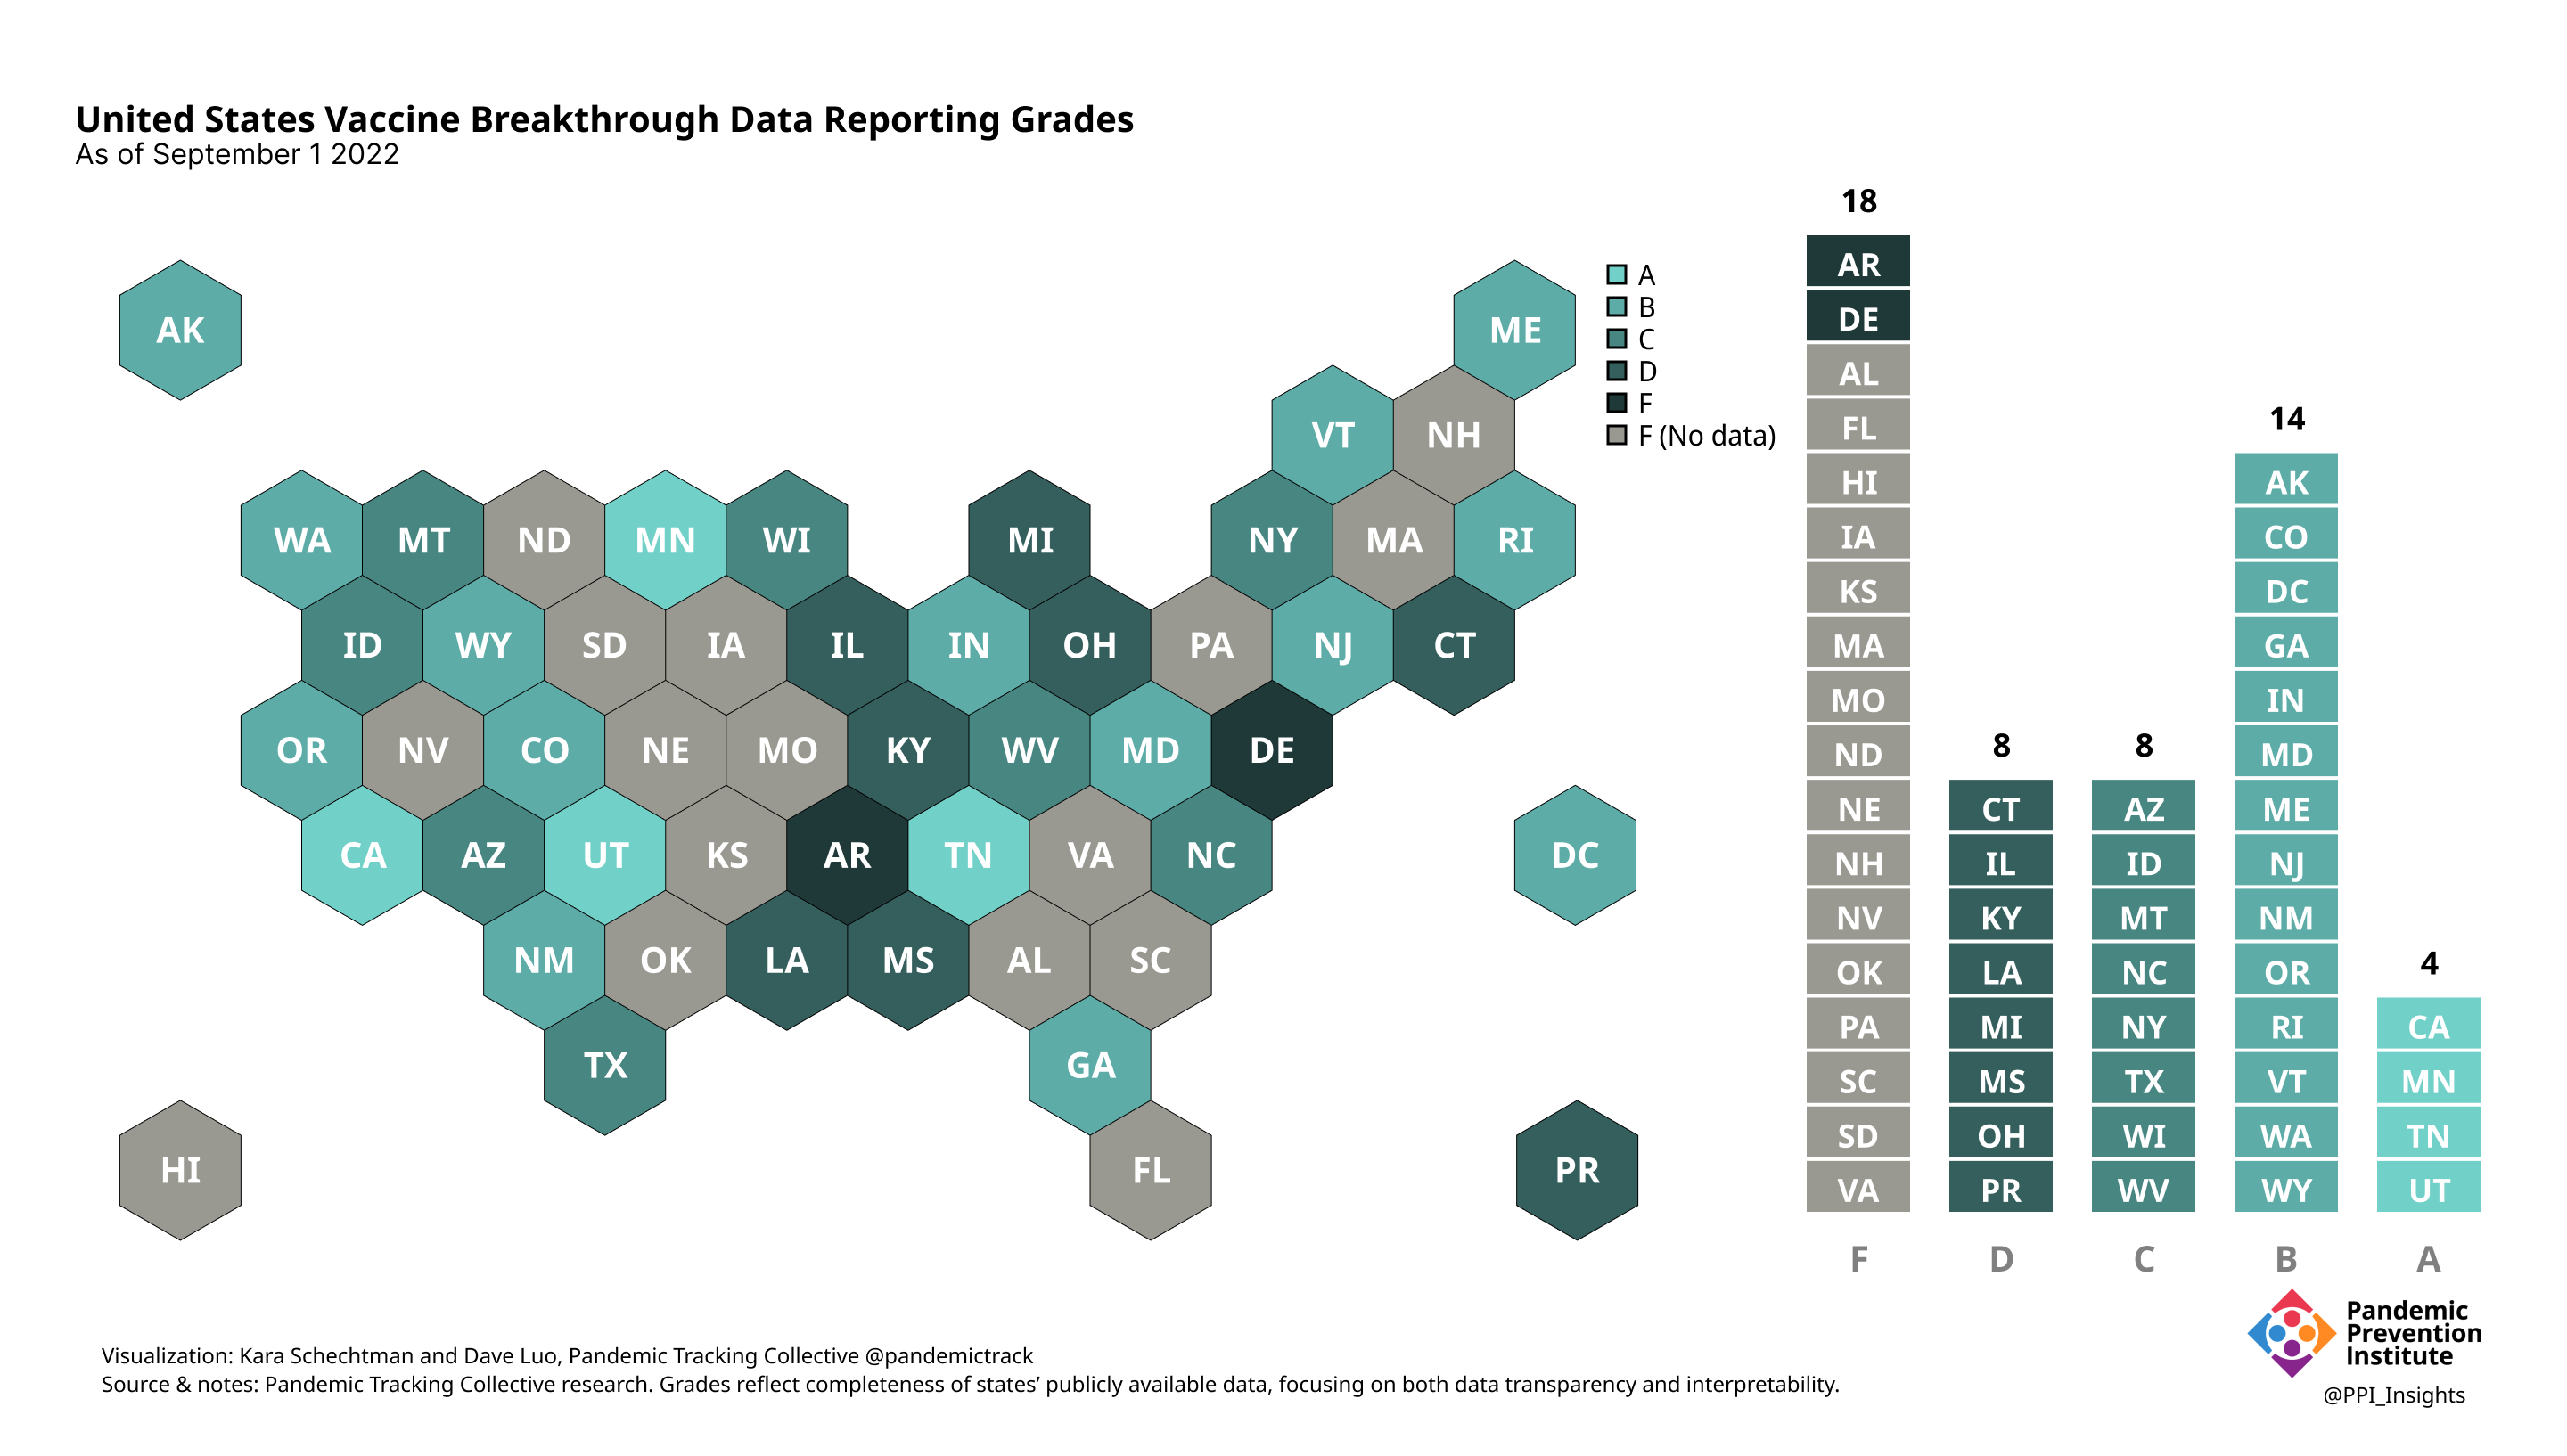 United States Vaccine Breakthrough Data Reporting Grades
As of September 1 2022
AK
ME
VT NH
WA MT ND MN WI MI NY MA RI
ID WY SD IA IL IN OH PA NJ CT
OR NV CO NE MO KY WV MD DE
CA AZ UT KS AR TN VA NC DC
NM OK LA MS AL SC
TX GA
HI FL PR
A
B
C
D
F
F (No data)
18
AR
DE
AL
FL
HI
IA
KS
MA
MO
ND
NE
NH
NV
OK
PA
SC
SD
VA
F
8
CT
IL
KY
LA
MI
MS
OH
PR
D
8
AZ
ID
MT
NC
NY
TX
WI
WV
C
14
AK
CO
DC
GA
IN
MD
ME
NJ
NM
OR
RI
VT
WA
WY
B
4
CA
MN
TN
UT
A
Visualization: Kara Schechtman and Dave Luo, Pandemic Tracking Collective @pandemictrack
Source & notes: Pandemic Tracking Collective research. Grades reflect completeness of states’ publicly available data, focusing on both data transparency and interpretability.
Pandemic
Prevention
Institute
@PPI_Insights